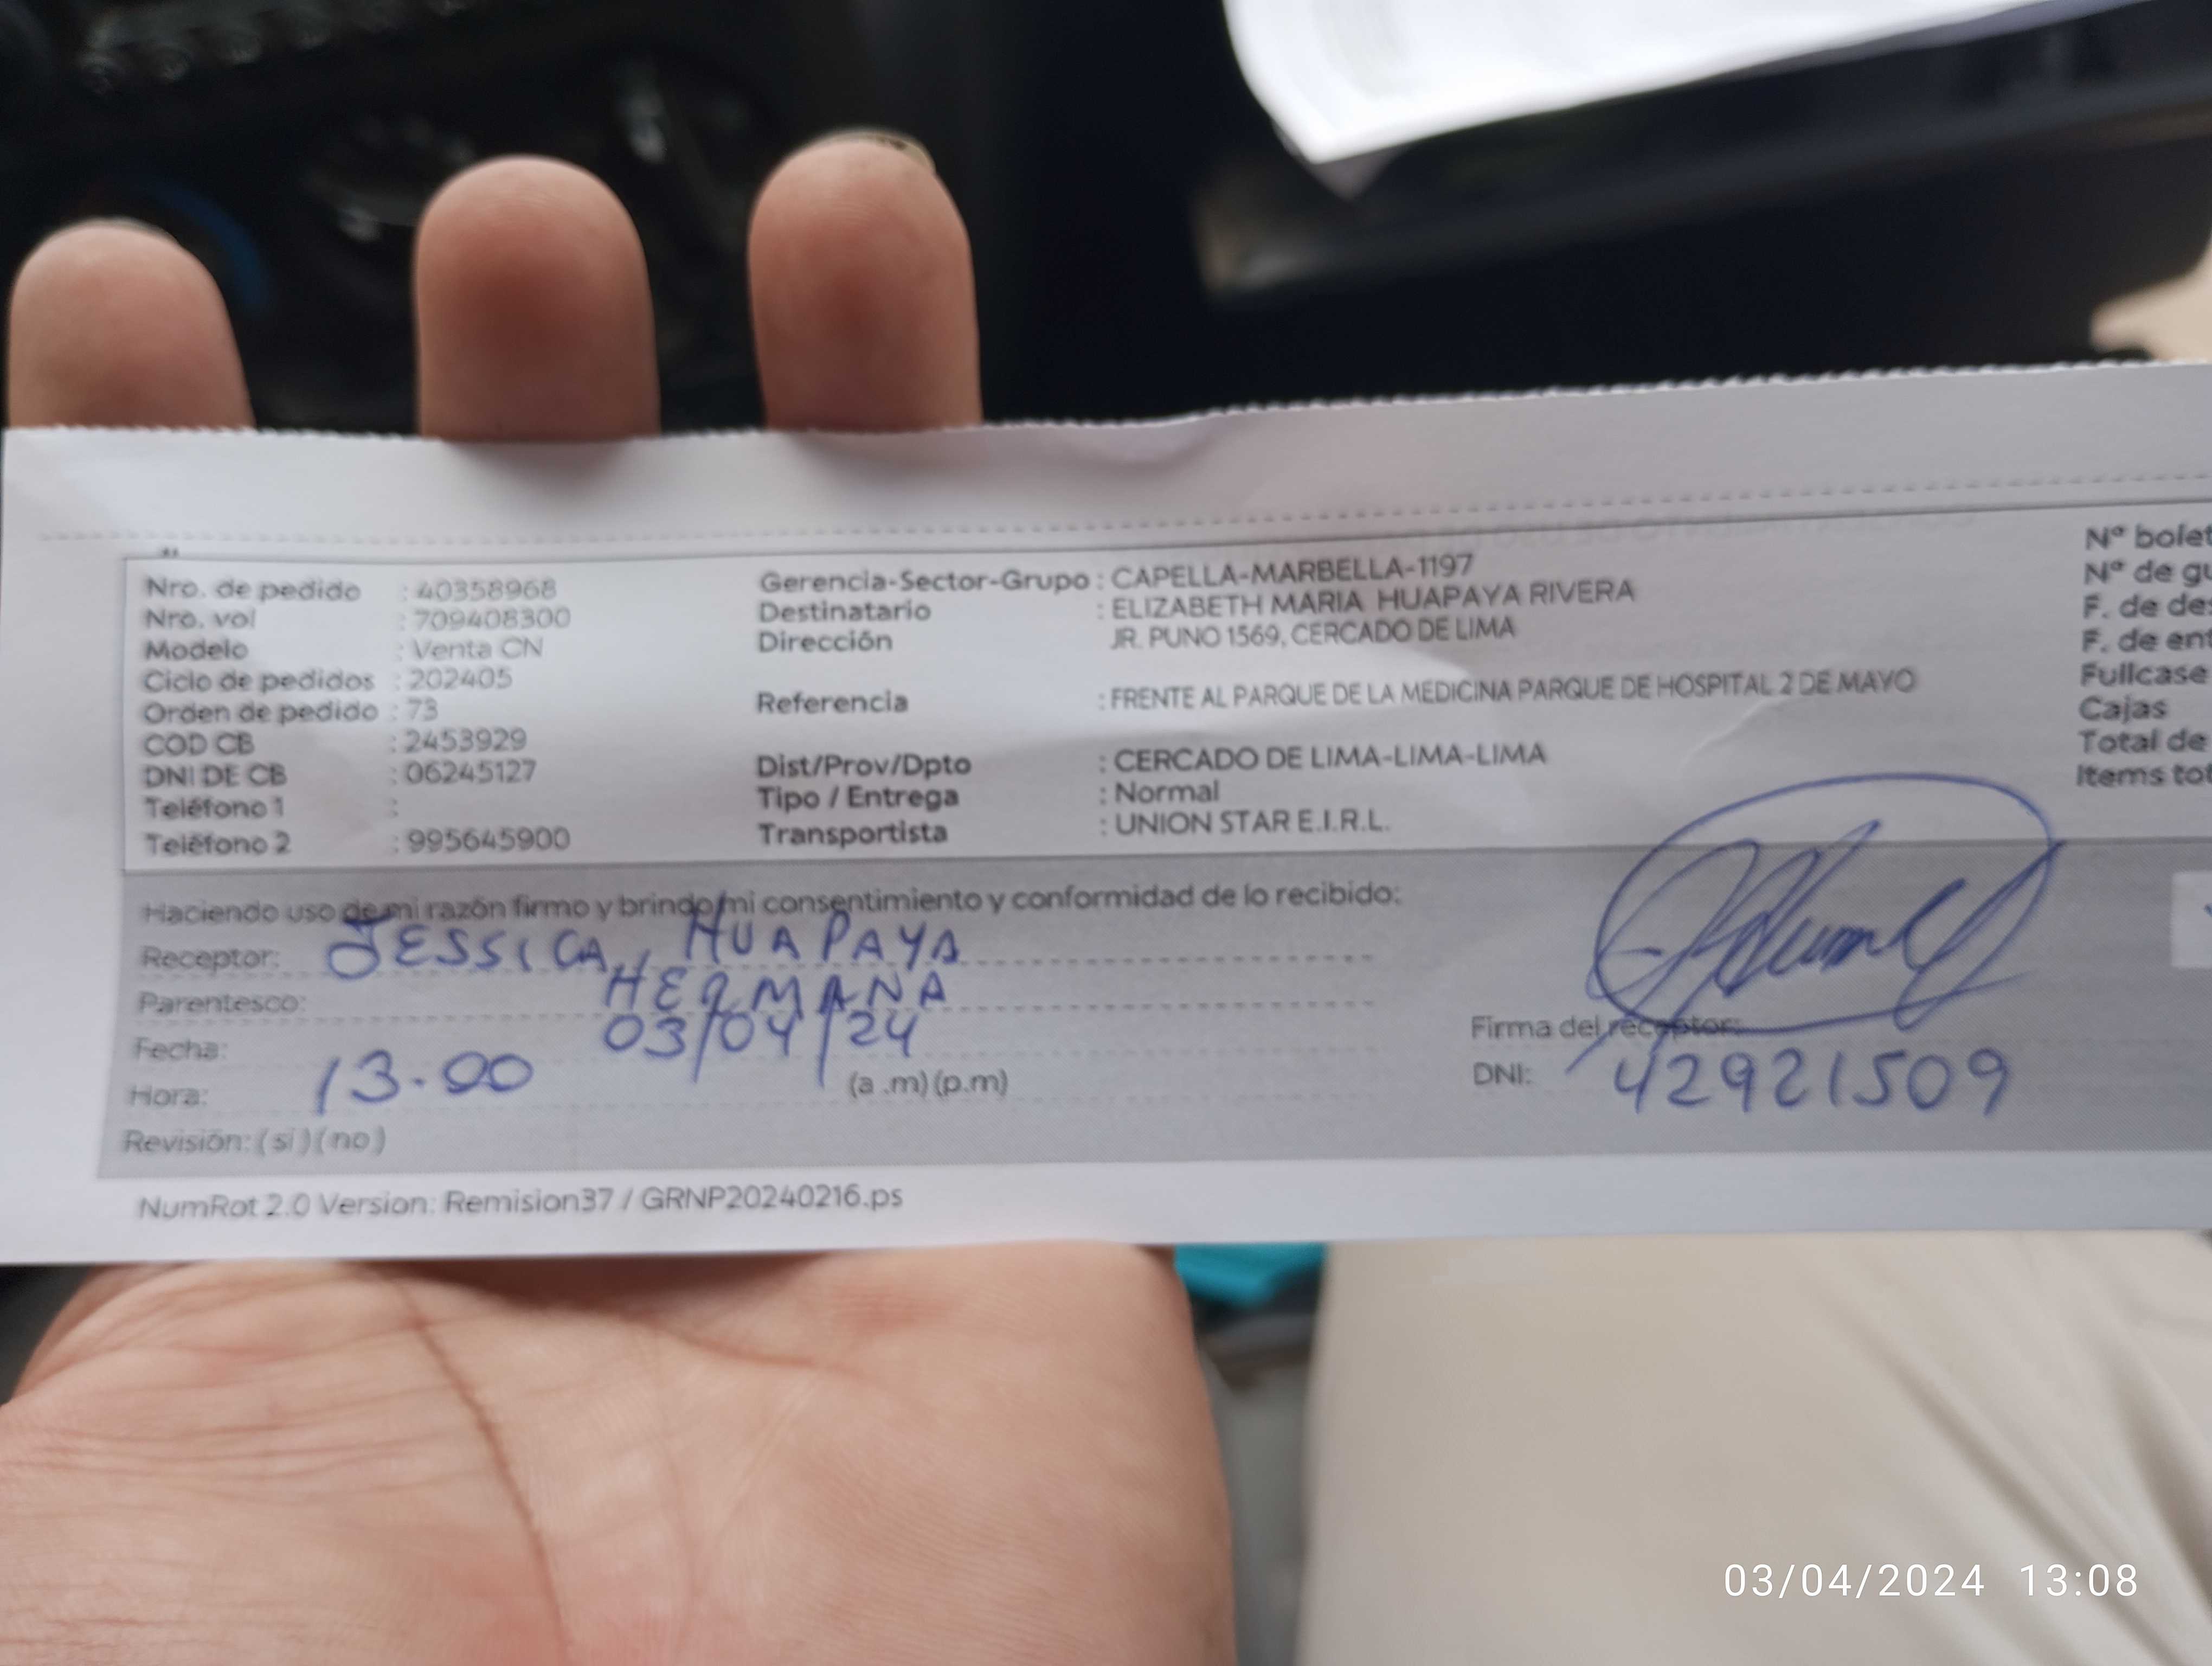 Nro. de pedido : 40358968
Nro. vol : 709408300
Modelo : Venta CN
Ciclo de pedidos : 202405
Orden de pedido : 73
COD CB : 2453929
DNI DE CB : 06245127
Teléfono 1 :
Teléfono 2 : 995645900
Gerencia-Sector-Grupo : CAPELLA-MARBELLA-1197
Destinatario : ELIZABETH MARIA HUAPAYA RIVERA
Dirección JR. PUNO 1569, CERCADO DE LIMA
Referencia : FRENTE AL PARQUE DE LA MEDICINA PARQUE DE HOSPITAL 2 DE MAYO
Dist/Prov/Dpto : CERCADO DE LIMA-LIMA-LIMA
Tipo / Entrega : Normal
Transportista : UNION STAR E.I.R.L.
Nº bolet
Nº de gu
F. de de
F. de ent
Fullcase
Cajas
Total de
Items tot
Haciendo uso de mi razón firmo y brindo mi consentimiento y conformidad de lo recibido:
Receptor: JESSICA HUAPAYA
Parentesco: HERMANA
Fecha: 03/04/24
Hora: 13.00 (a .m) (p.m)
Revisión: ( si ) ( no )
Firma del receptor:
DNI: 42921509
NumRot 2.0 Version: Remision37 / GRNP20240216.ps
03/04/2024 13:08